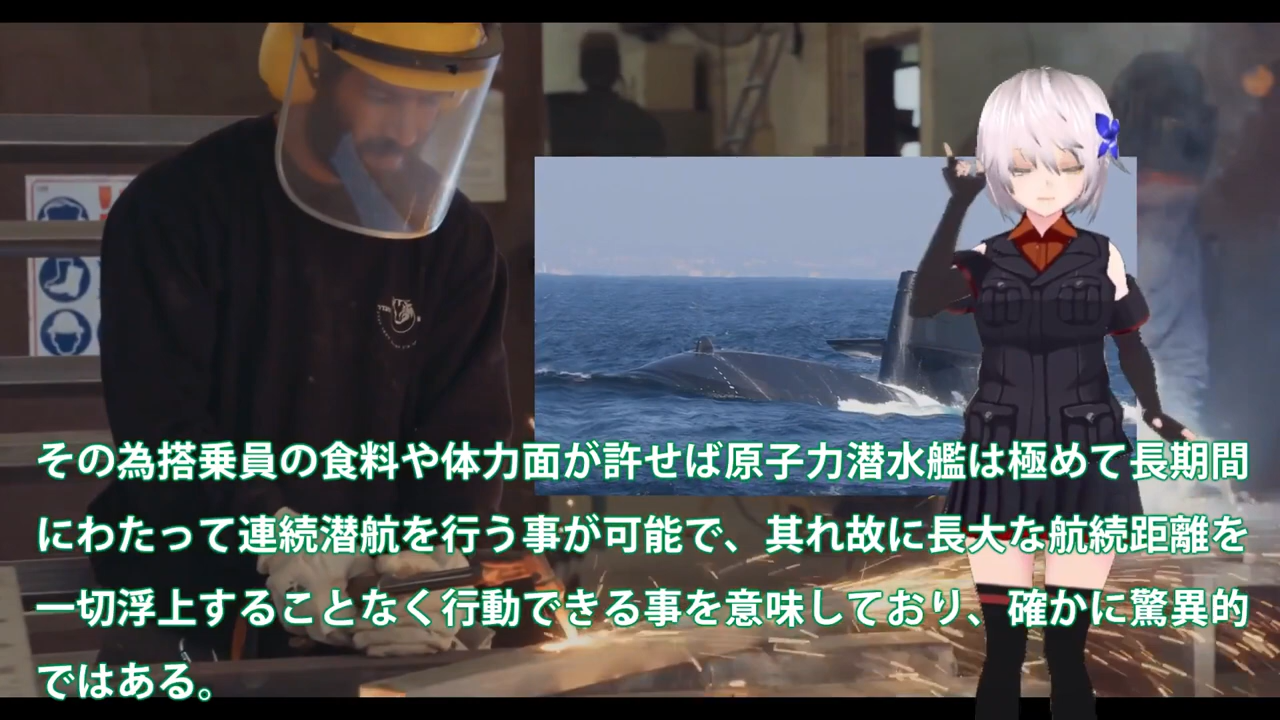 その為搭乗員の食料や体力面が許せば原子力潜水艦は極めて長期間
にわたって連続潜航を行う事が可能で、其れ故に長大な航続距離を
一切浮上することなく行動できる事を意味しており、確かに驚異的
ではある。